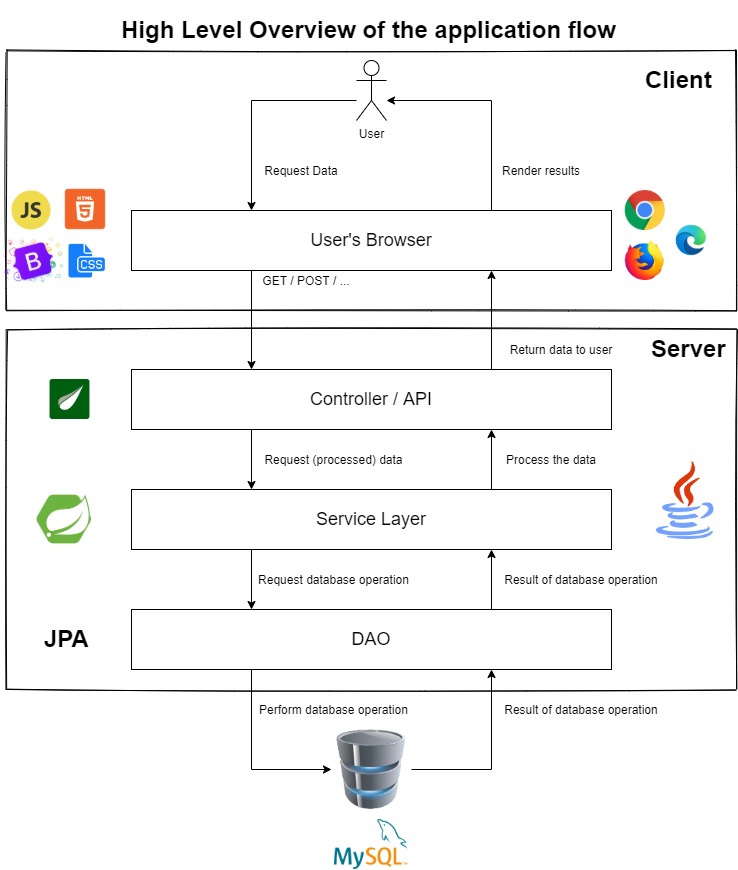 High Level Overview of the application flow
Client
User
Request Data
Render results
JS
HTML
5
User's Browser
B
CSS
GET / POST / ...
Return data to user
Server
Controller / API
Request (processed) data
Process the data
Service Layer
Request database operation
Result of database operation
JPA
DAO
Perform database operation
Result of database operation
MySQL